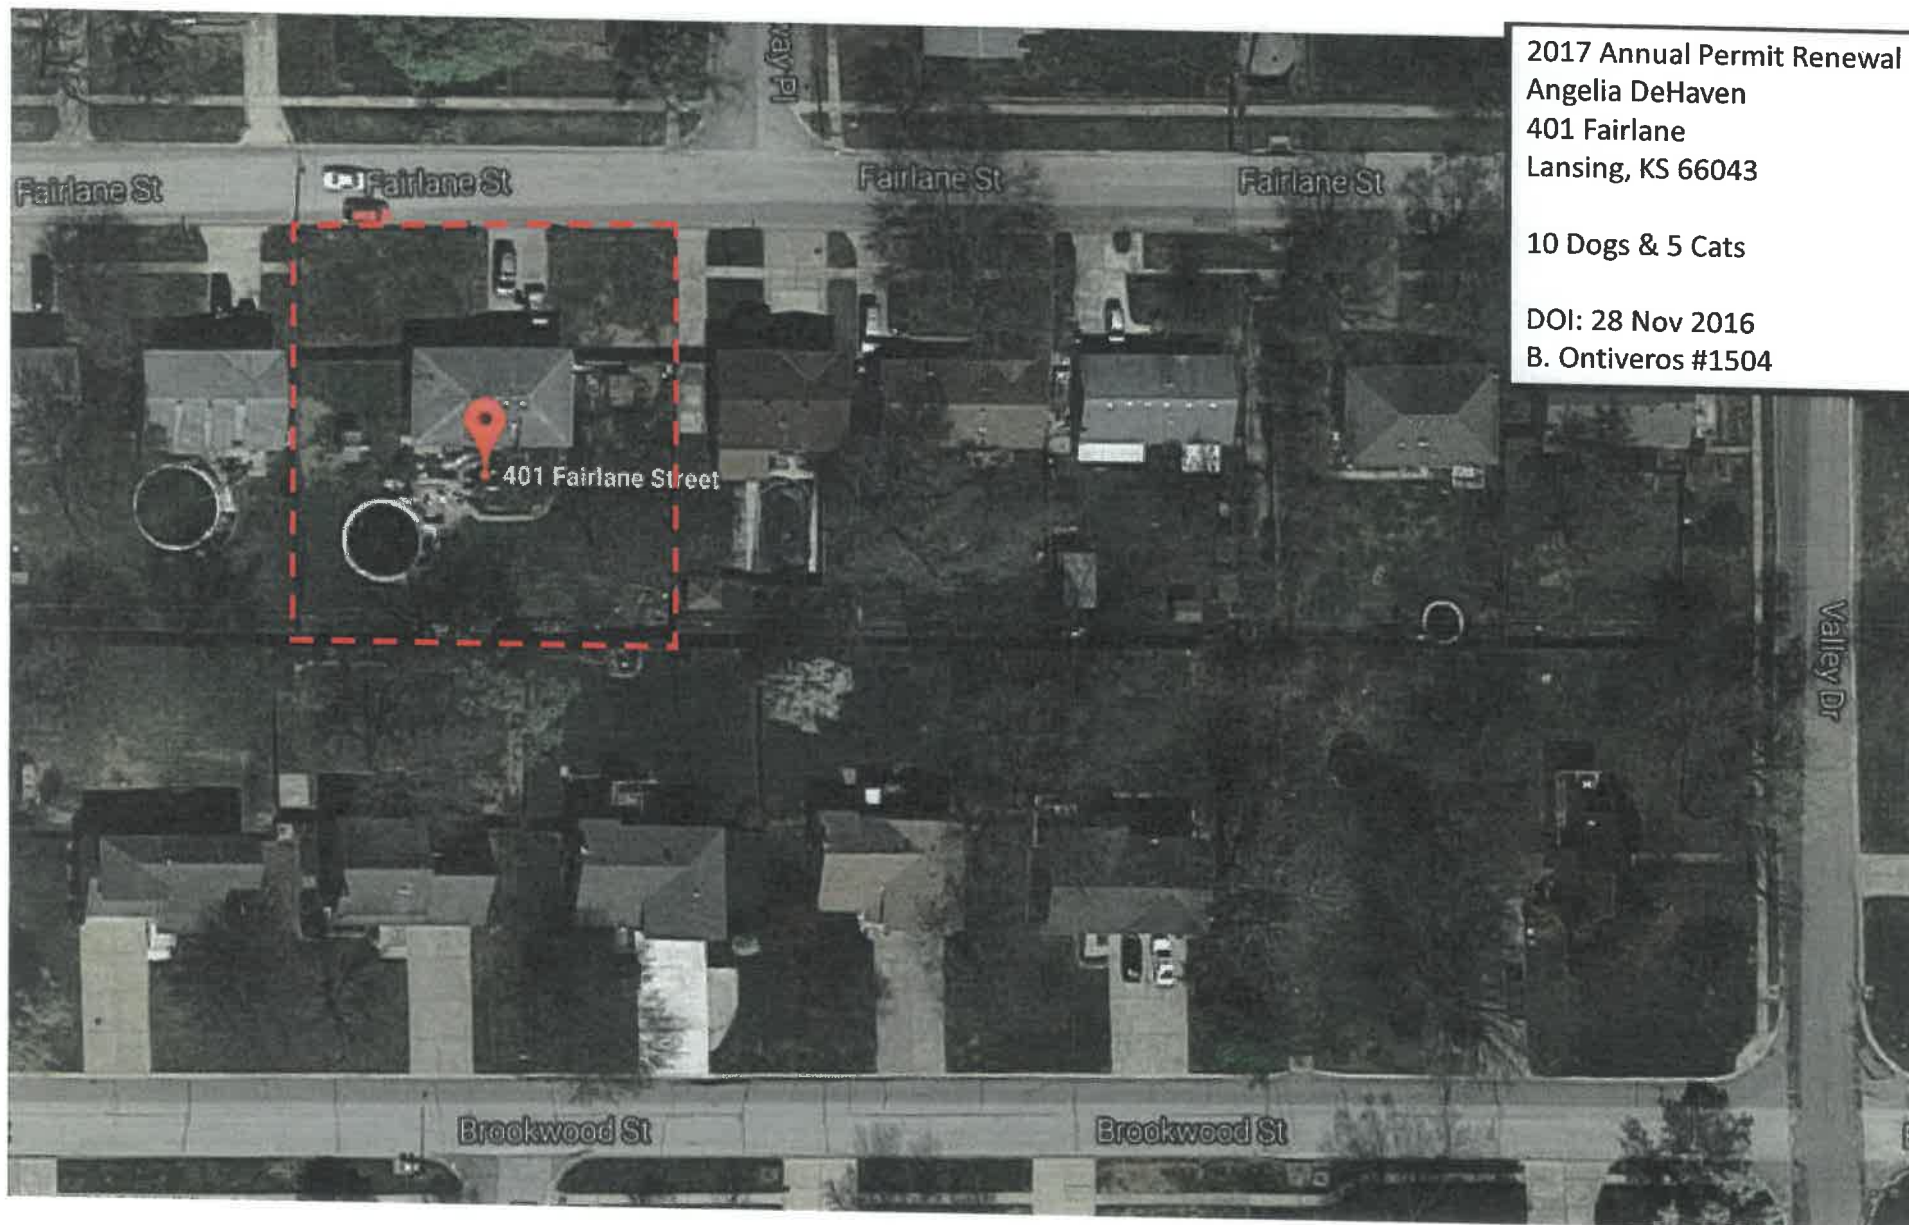 2017 Annual Permit Renewal
Angelia DeHaven
401 Fairlane
Lansing, KS 66043
10 Dogs & 5 Cats
DOI: 28 Nov 2016
B. Ontiveros #1504
way Pl
Fairlane St
Fairlane St
Fairlane St
Fairlane St
401 Fairlane Street
Valley Dr
Brookwood St
Brookwood St